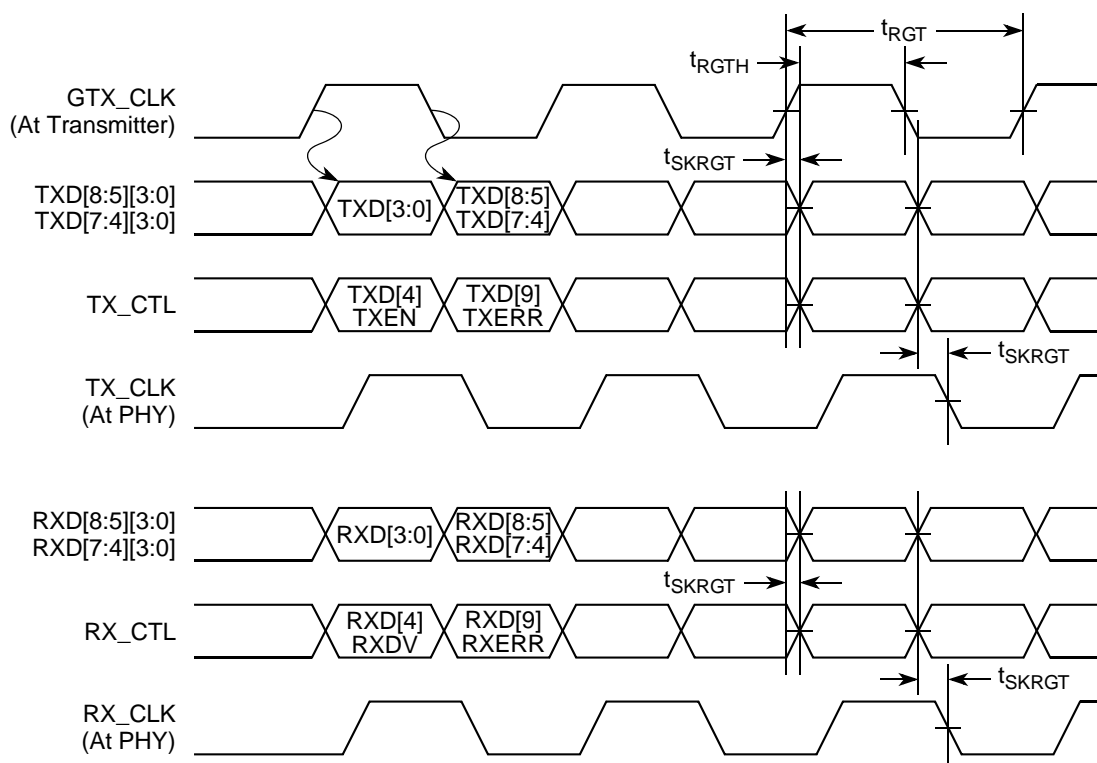 tRGT
tRGTH
GTX_CLK
(At Transmitter)
tSKRGT
TXD[8:5][3:0]
TXD[7:4][3:0]
TXD[3:0]
TXD[8:5]
TXD[7:4]
TX_CTL
TXD[4]
TXEN
TXD[9]
TXERR
tSKRGT
TX_CLK
(At PHY)
RXD[8:5][3:0]
RXD[7:4][3:0]
RXD[3:0]
RXD[8:5]
RXD[7:4]
tSKRGT
RX_CTL
RXD[4]
RXDV
RXD[9]
RXERR
tSKRGT
RX_CLK
(At PHY)